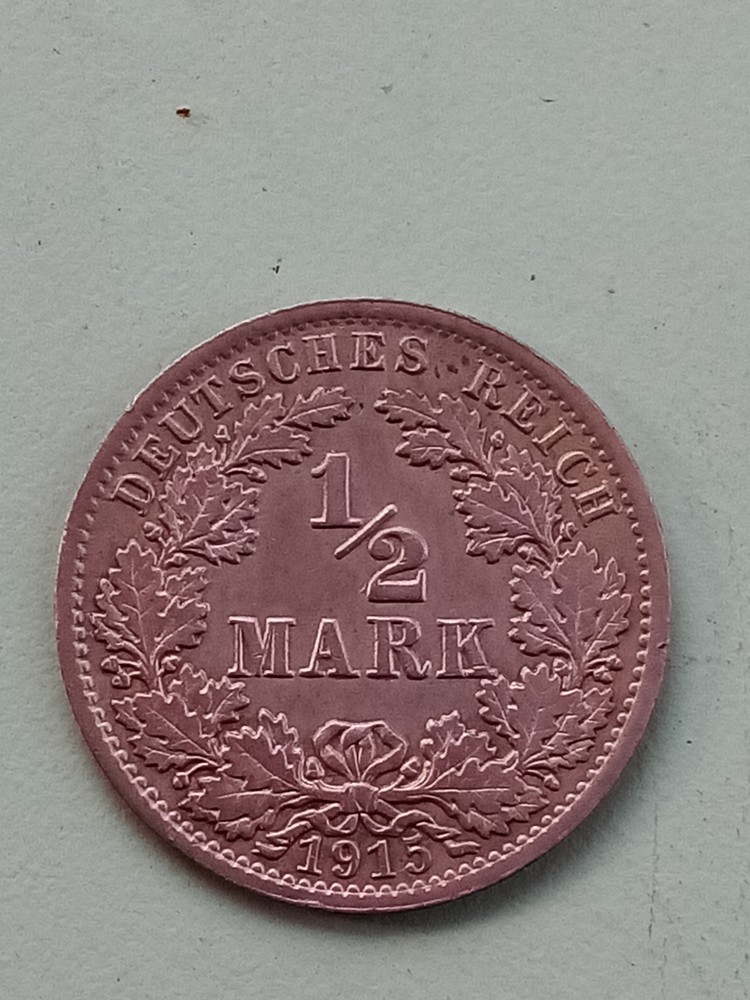 DEUTSCHES REICH
1/2
MARK
1915